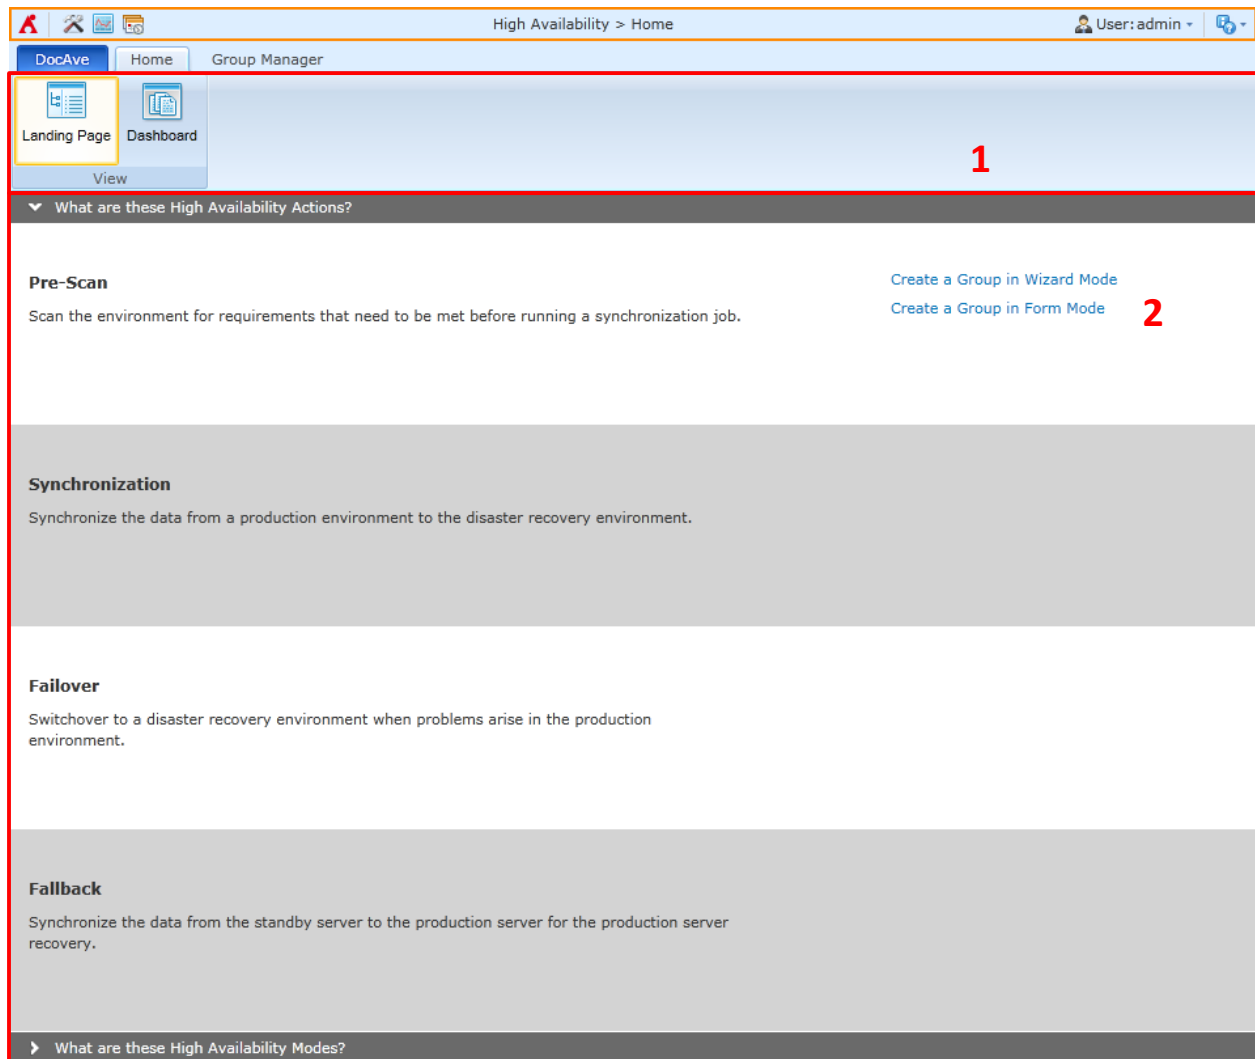 High Availability > Home
User: admin
DocAve
Home
Group Manager
Landing Page
Dashboard
View
1
What are these High Availability Actions?
Pre-Scan
Scan the environment for requirements that need to be met before running a synchronization job.
Create a Group in Wizard Mode
Create a Group in Form Mode
2
Synchronization
Synchronize the data from a production environment to the disaster recovery environment.
Failover
Switchover to a disaster recovery environment when problems arise in the production
environment.
Fallback
Synchronize the data from the standby server to the production server for the production server
recovery.
What are these High Availability Modes?